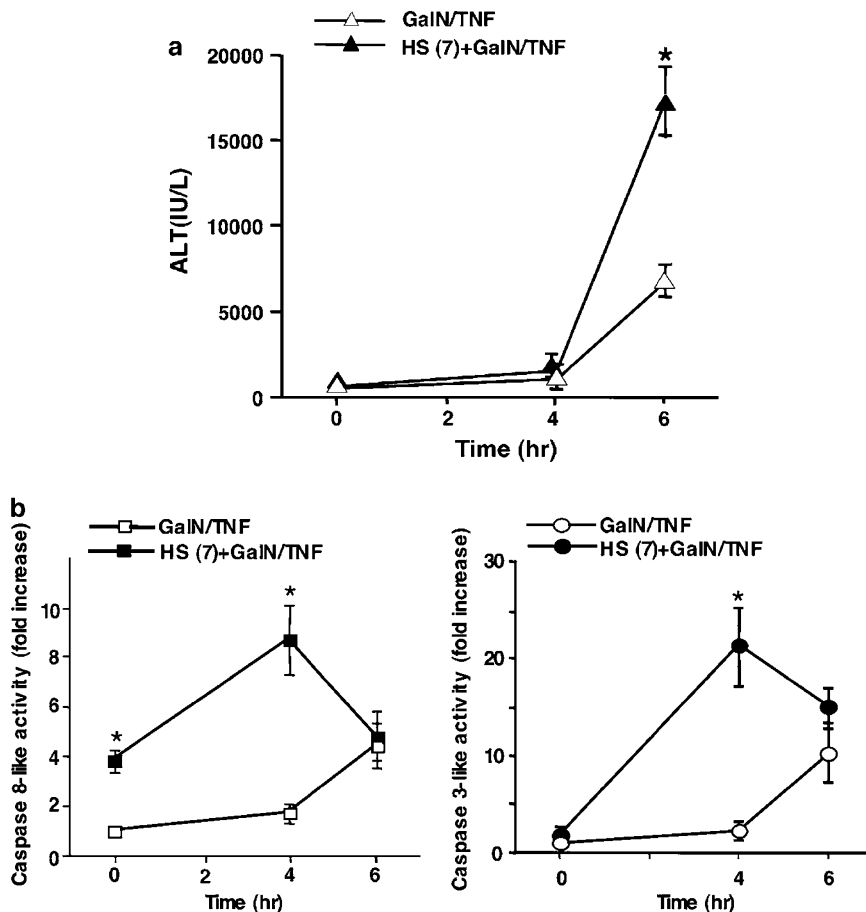 a
GalN/TNF
HS (7)+GalN/TNF
20000
15000
10000
5000
0
ALT(IU/L)
*
0 2 4 6
Time (hr)
b
GalN/TNF
HS (7)+GalN/TNF
Caspase 8-like activity (fold increase)
10
8
6
4
2
0
*
*
0 2 4 6
Time (hr)
GalN/TNF
HS (7)+GalN/TNF
Caspase 3-like activity (fold increase)
30
20
10
0
*
0 4 6
Time (hr)